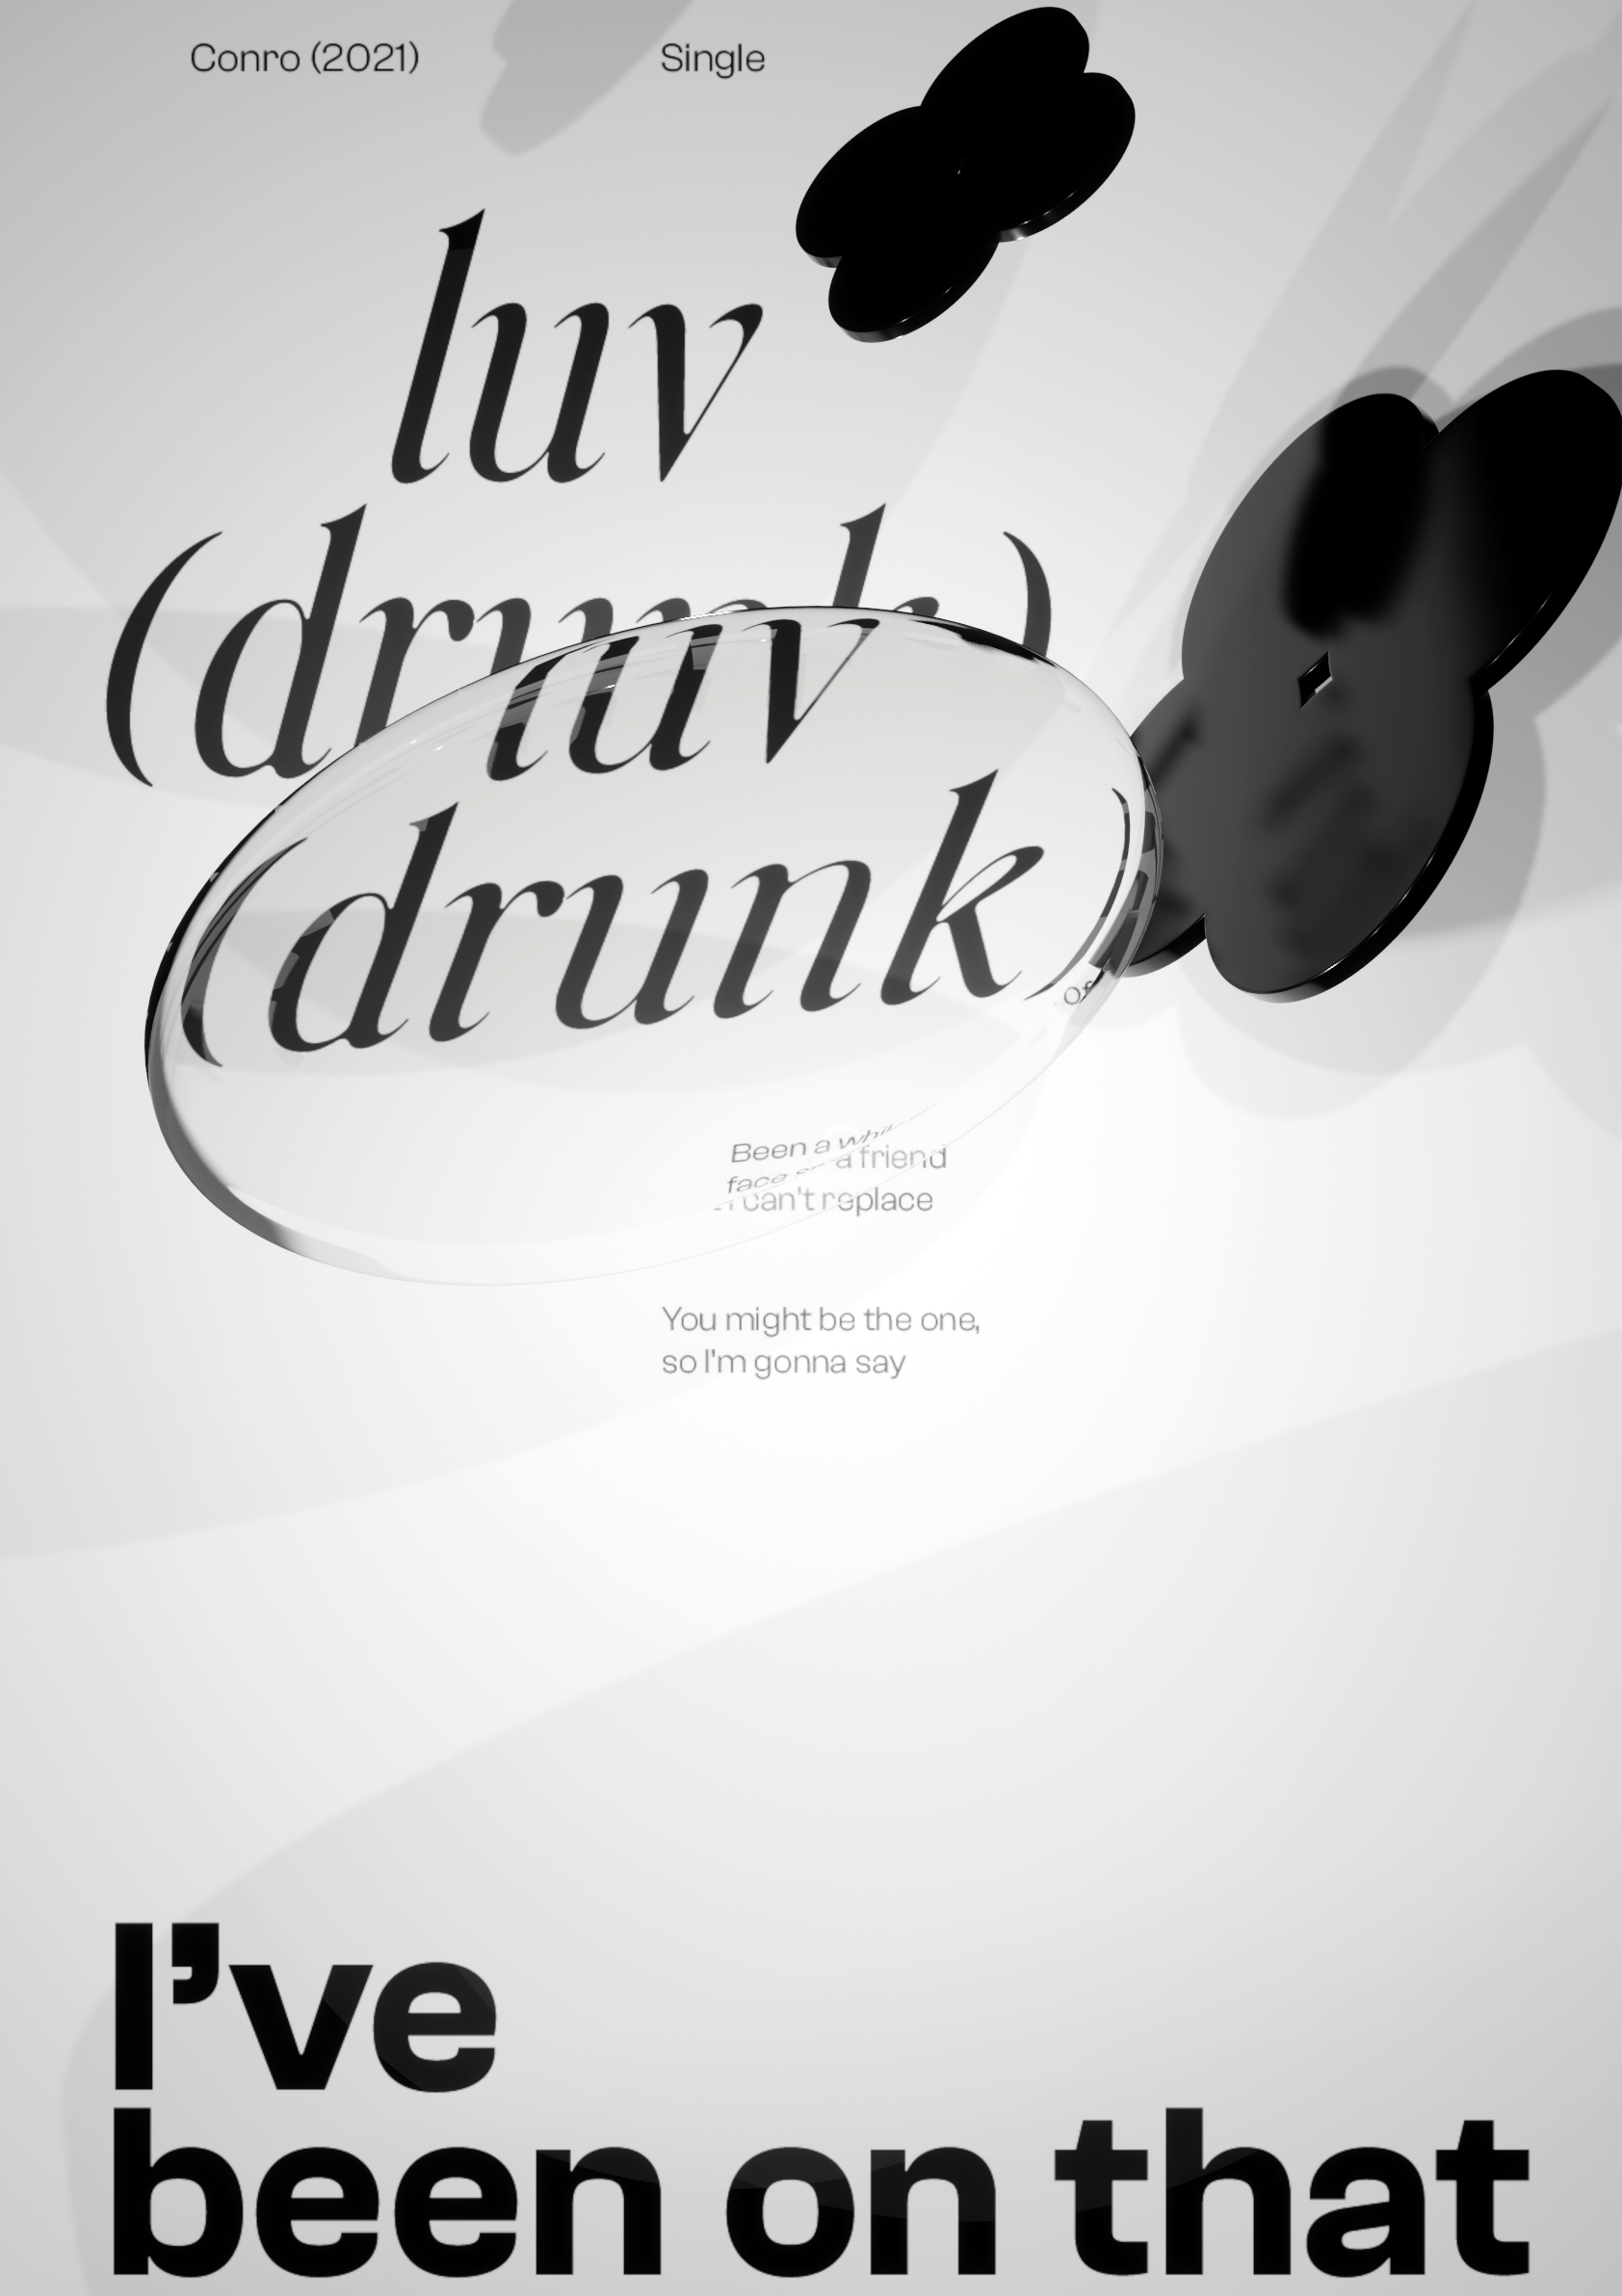 Conro (2021) Single
luv
(drunk)
luv
(drunk)
Been a
face a friend
can't replace
You might be the one,
so I'm gonna say
I've
been on that